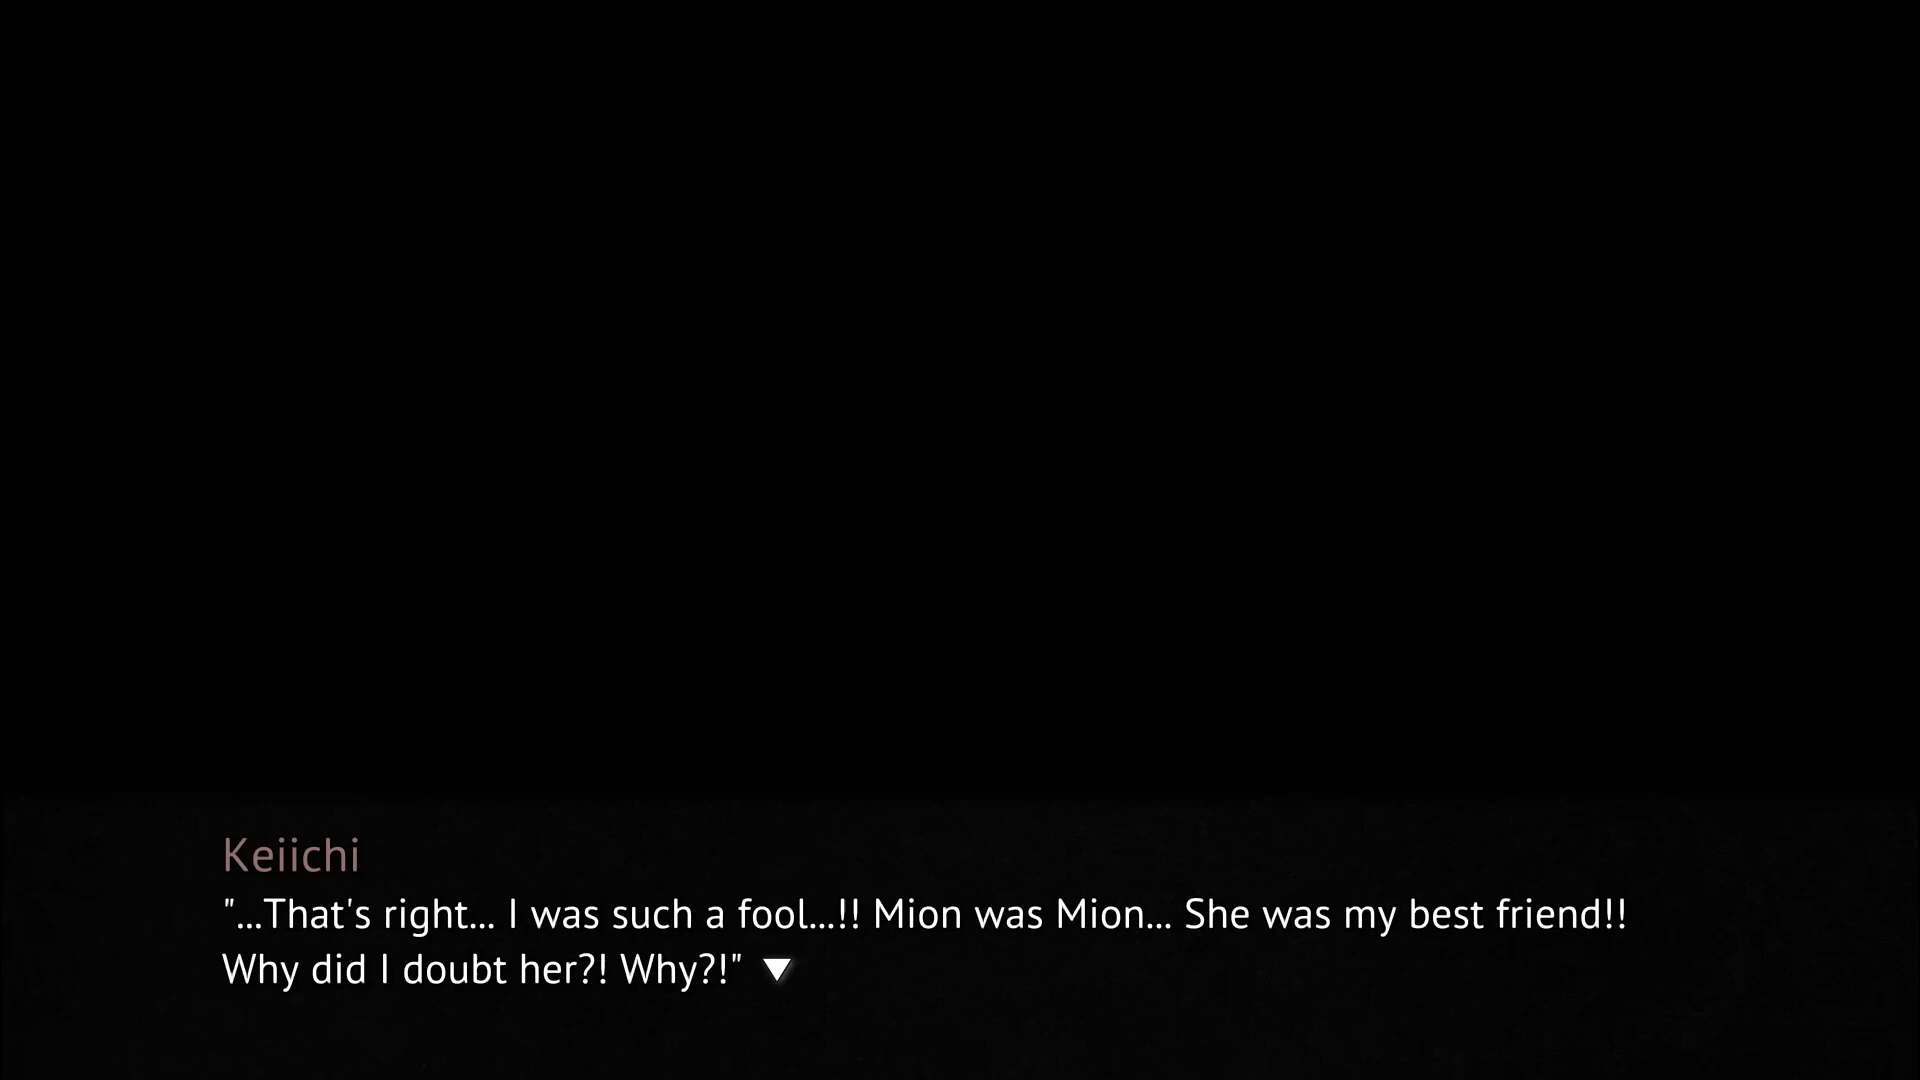 Keiichi
"...That's right... I was such a fool...!! Mion was Mion... She was my best friend!!
Why did I doubt her?! Why?!"